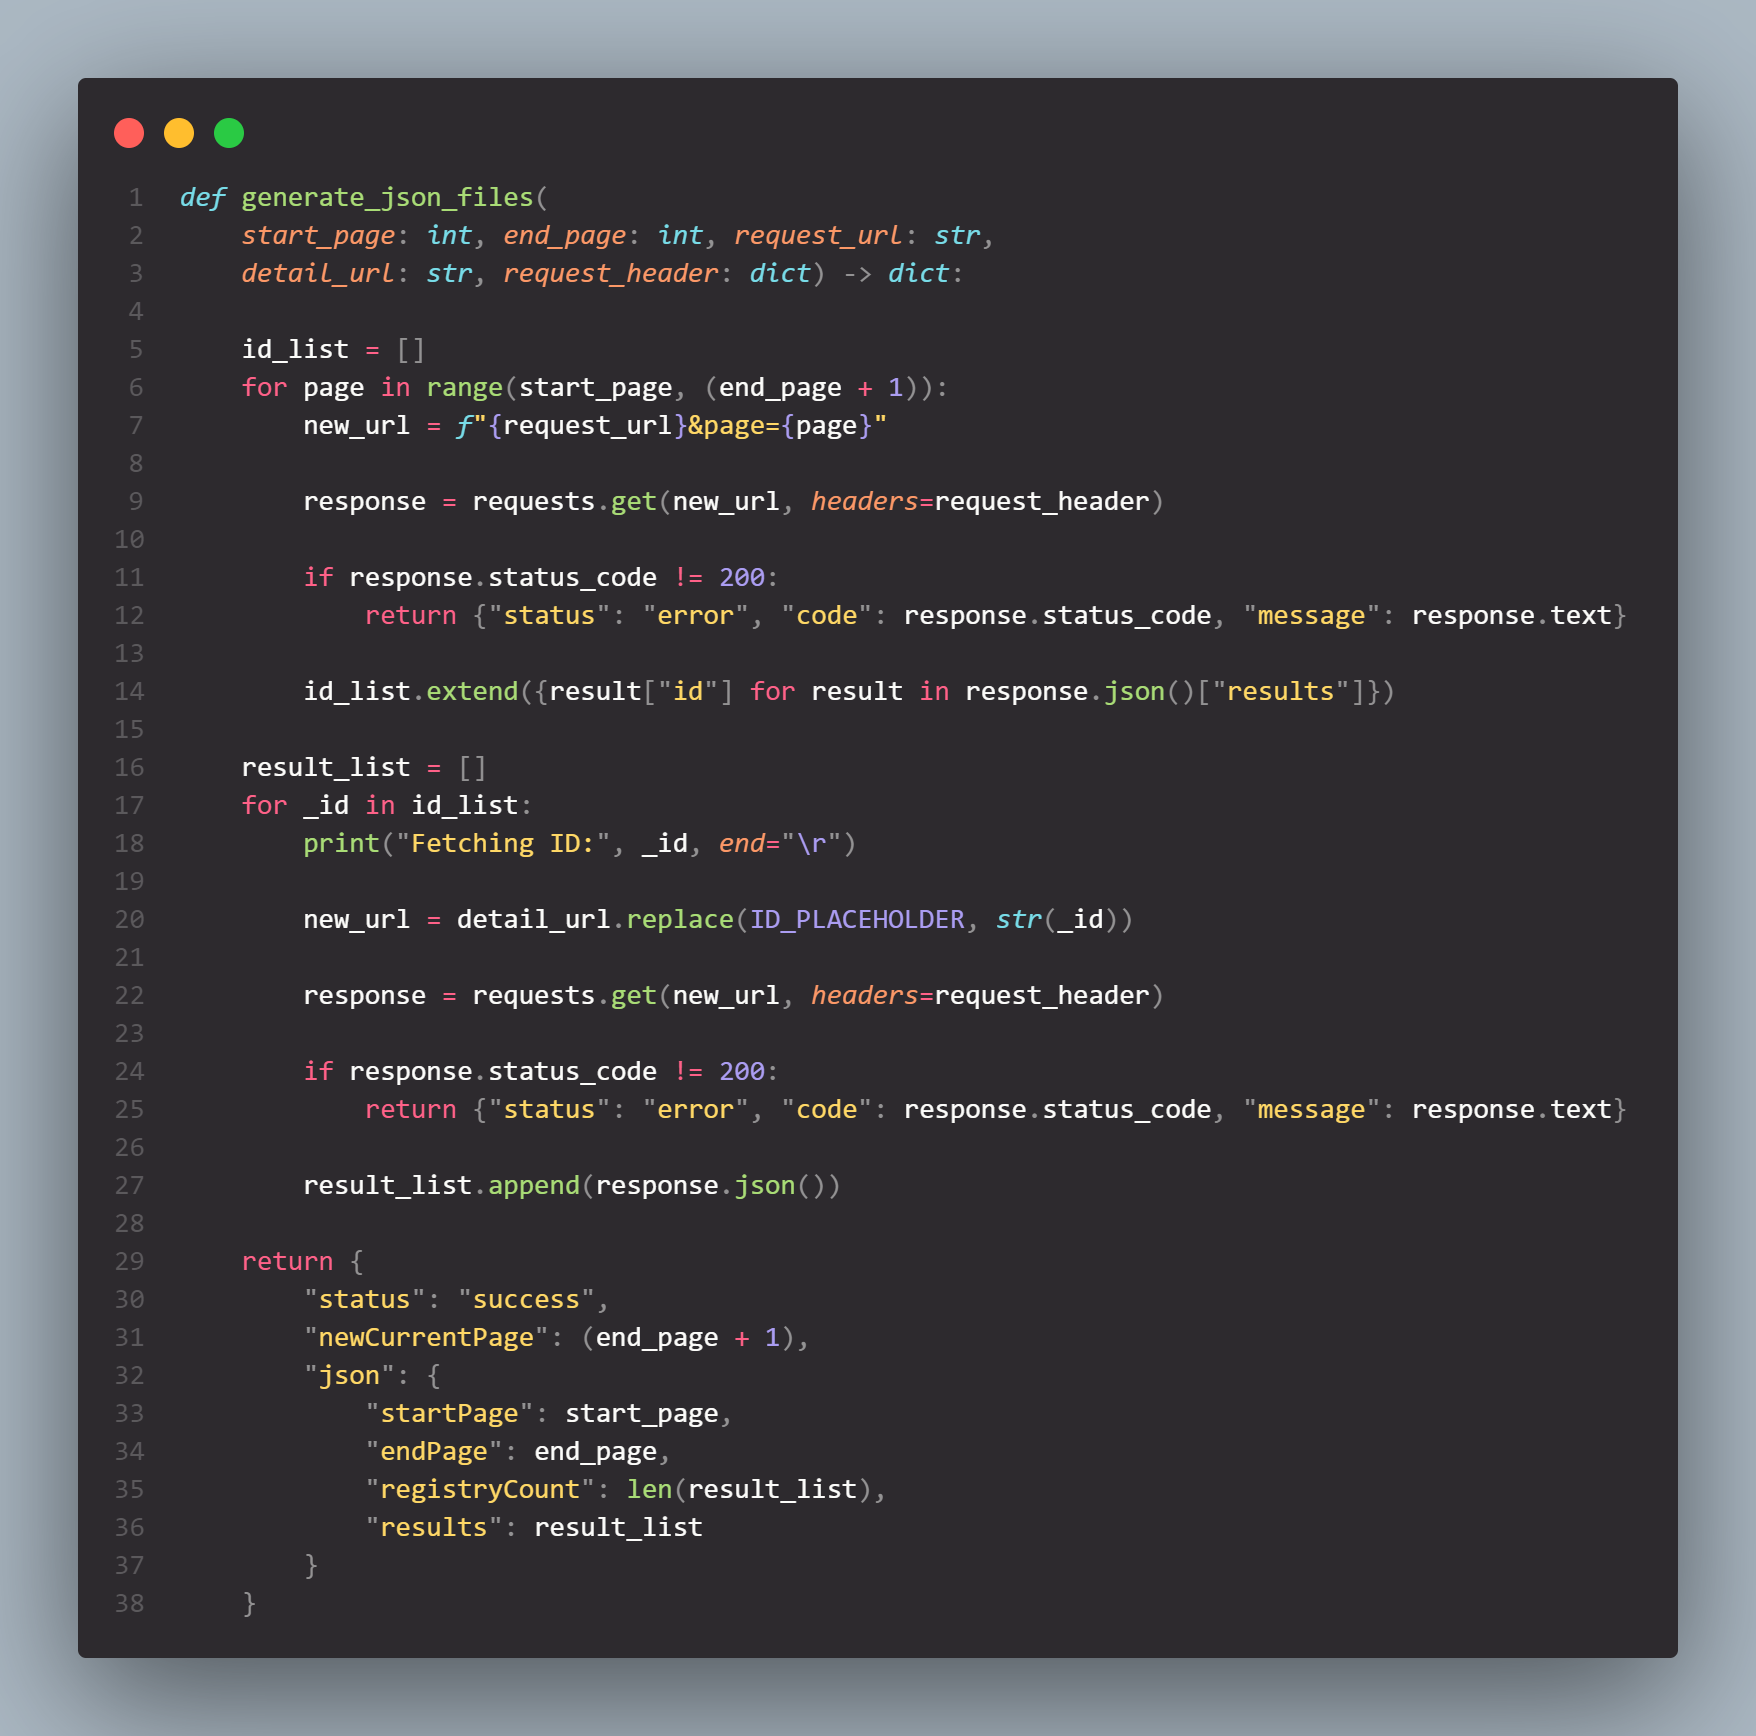 1 def generate_json_files(
2     start_page: int, end_page: int, request_url: str,
3     detail_url: str, request_header: dict) -> dict:
4
5     id_list = []
6     for page in range(start_page, (end_page + 1)):
7         new_url = f"{request_url}&page={page}"
8
9         response = requests.get(new_url, headers=request_header)
10
11         if response.status_code != 200:
12             return {"status": "error", "code": response.status_code, "message": response.text}
13
14         id_list.extend({result["id"] for result in response.json()["results"]})
15
16     result_list = []
17     for _id in id_list:
18         print("Fetching ID:", _id, end="\r")
19
20         new_url = detail_url.replace(ID_PLACEHOLDER, str(_id))
21
22         response = requests.get(new_url, headers=request_header)
23
24         if response.status_code != 200:
25             return {"status": "error", "code": response.status_code, "message": response.text}
26
27         result_list.append(response.json())
28
29     return {
30         "status": "success",
31         "newCurrentPage": (end_page + 1),
32         "json": {
33             "startPage": start_page,
34             "endPage": end_page,
35             "registryCount": len(result_list),
36             "results": result_list
37         }
38     }